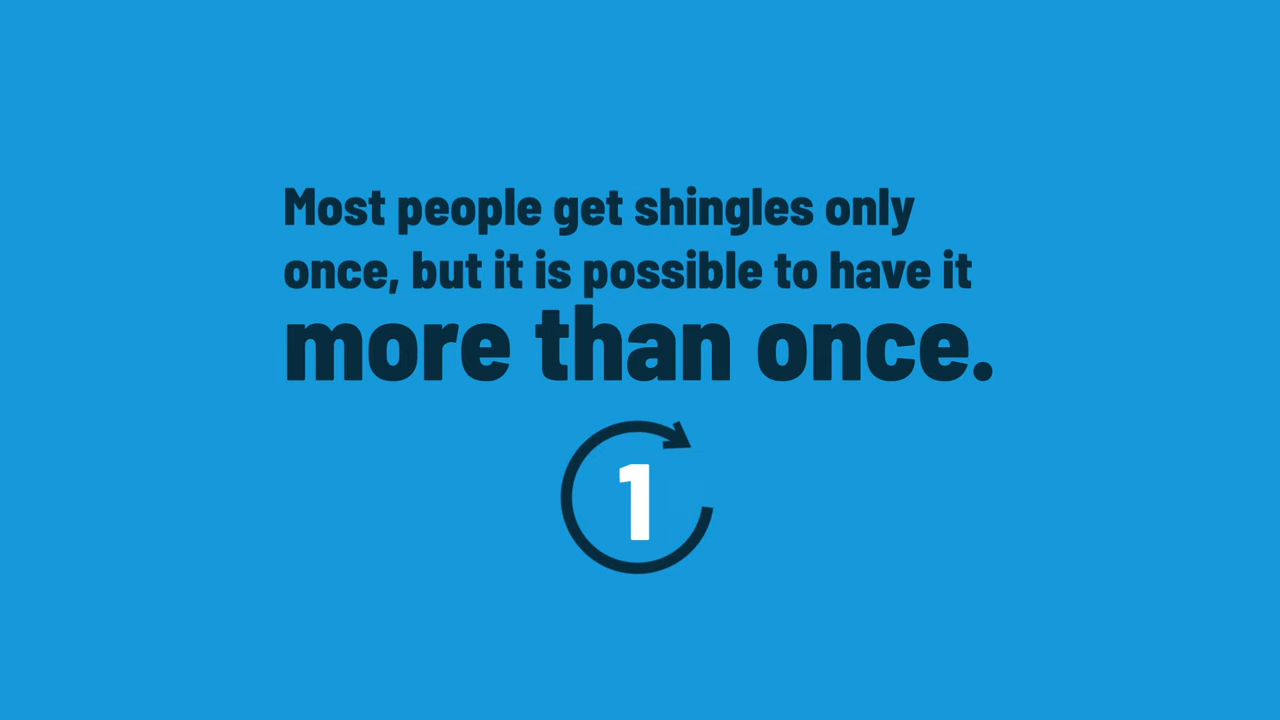 Most people get shingles only
once, but it is possible to have it
more than once.
1